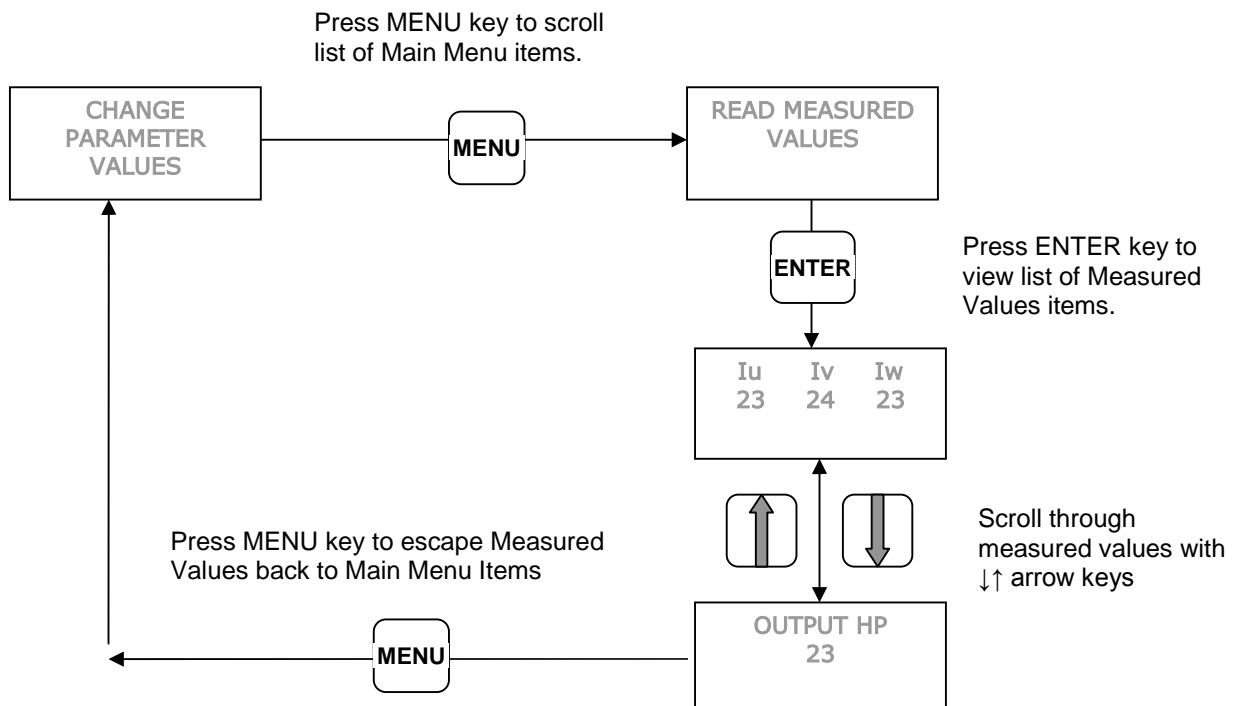 Press MENU key to scroll
list of Main Menu items.
CHANGE
PARAMETER
VALUES
MENU
READ MEASURED
VALUES
ENTER
Press ENTER key to
view list of Measured
Values items.
Iu Iv Iw
23 24 23
Scroll through
measured values with
↓↑ arrow keys
Press MENU key to escape Measured
Values back to Main Menu Items
OUTPUT HP
23
MENU